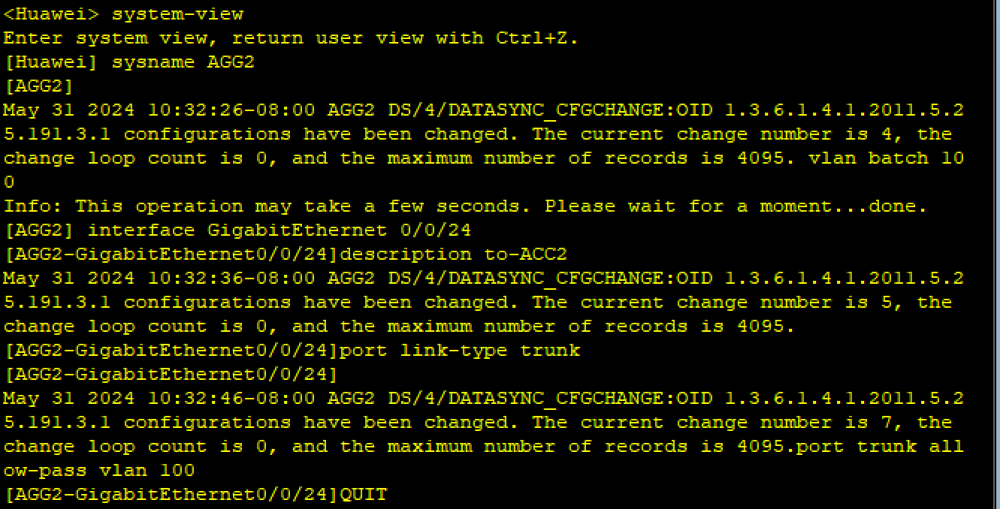 <Huawei> system-view
Enter system view, return user view with Ctrl+Z.
[Huawei] sysname AGG2
[AGG2]
May 31 2024 10:32:26-08:00 AGG2 DS/4/DATASYNC_CFGCHANGE:OID 1.3.6.1.4.1.2011.5.2
5.191.3.1 configurations have been changed. The current change number is 4, the
change loop count is 0, and the maximum number of records is 4095. vlan batch 10
0
Info: This operation may take a few seconds. Please wait for a moment...done.
[AGG2] interface GigabitEthernet 0/0/24
[AGG2-GigabitEthernet0/0/24]description to-ACC2
May 31 2024 10:32:36-08:00 AGG2 DS/4/DATASYNC_CFGCHANGE:OID 1.3.6.1.4.1.2011.5.2
5.191.3.1 configurations have been changed. The current change number is 5, the
change loop count is 0, and the maximum number of records is 4095.
[AGG2-GigabitEthernet0/0/24]port link-type trunk
[AGG2-GigabitEthernet0/0/24]
May 31 2024 10:32:46-08:00 AGG2 DS/4/DATASYNC_CFGCHANGE:OID 1.3.6.1.4.1.2011.5.2
5.191.3.1 configurations have been changed. The current change number is 7, the
change loop count is 0, and the maximum number of records is 4095.port trunk all
ow-pass vlan 100
[AGG2-GigabitEthernet0/0/24]QUIT